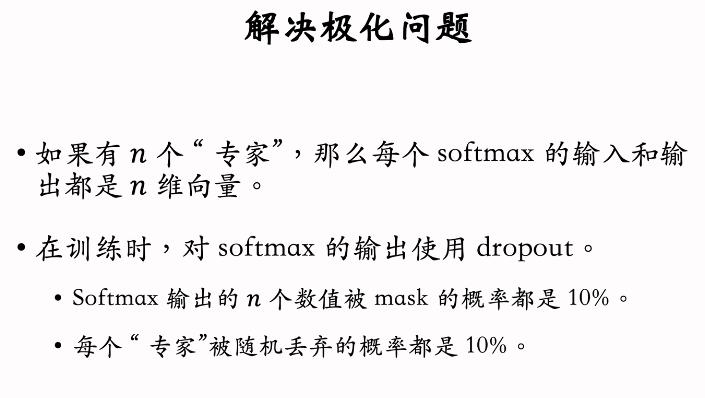 解决极化问题
• 如果有 n 个 “ 专家”，那么每个 softmax 的输入和输
出都是 n 维向量。
• 在训练时，对 softmax 的输出使用 dropout。
• Softmax 输出的 n 个数值被 mask 的概率都是 10%。
• 每个 “ 专家”被随机丢弃的概率都是 10%。